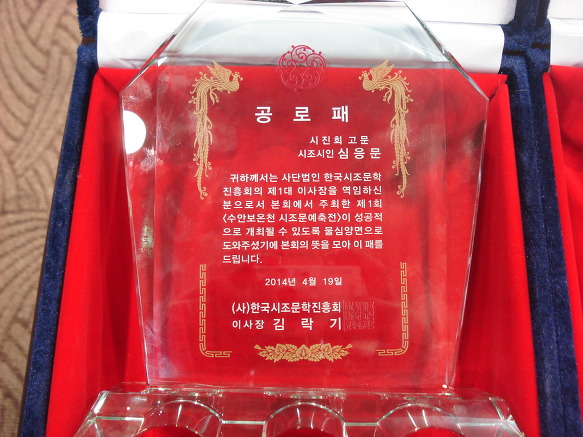 공로패
시진회 고문
시조시인 심응문
귀하께서는 사단법인 한국시조문학
진흥회의 제1대 이사장을 역임하신
분으로서 본회에서 주최한 제1회
<수안보온천 시조문예축전>이 성공적
으로 개최될 수 있도록 물심양면으로
도와주셨기에 본회의 뜻을 모아 이 패를
드립니다.
2014년 4월 19일
(사)한국시조문학진흥회
이사장 김락기